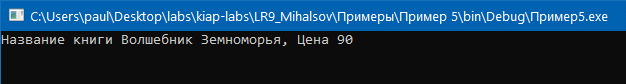 C:\Users\paul\Desktop\labs\kiap-labs\LR9_Mihalsov\Примеры\Пример 5\bin\Debug\Пример5.exe
Название книги Волшебник Земноморья, Цена 90